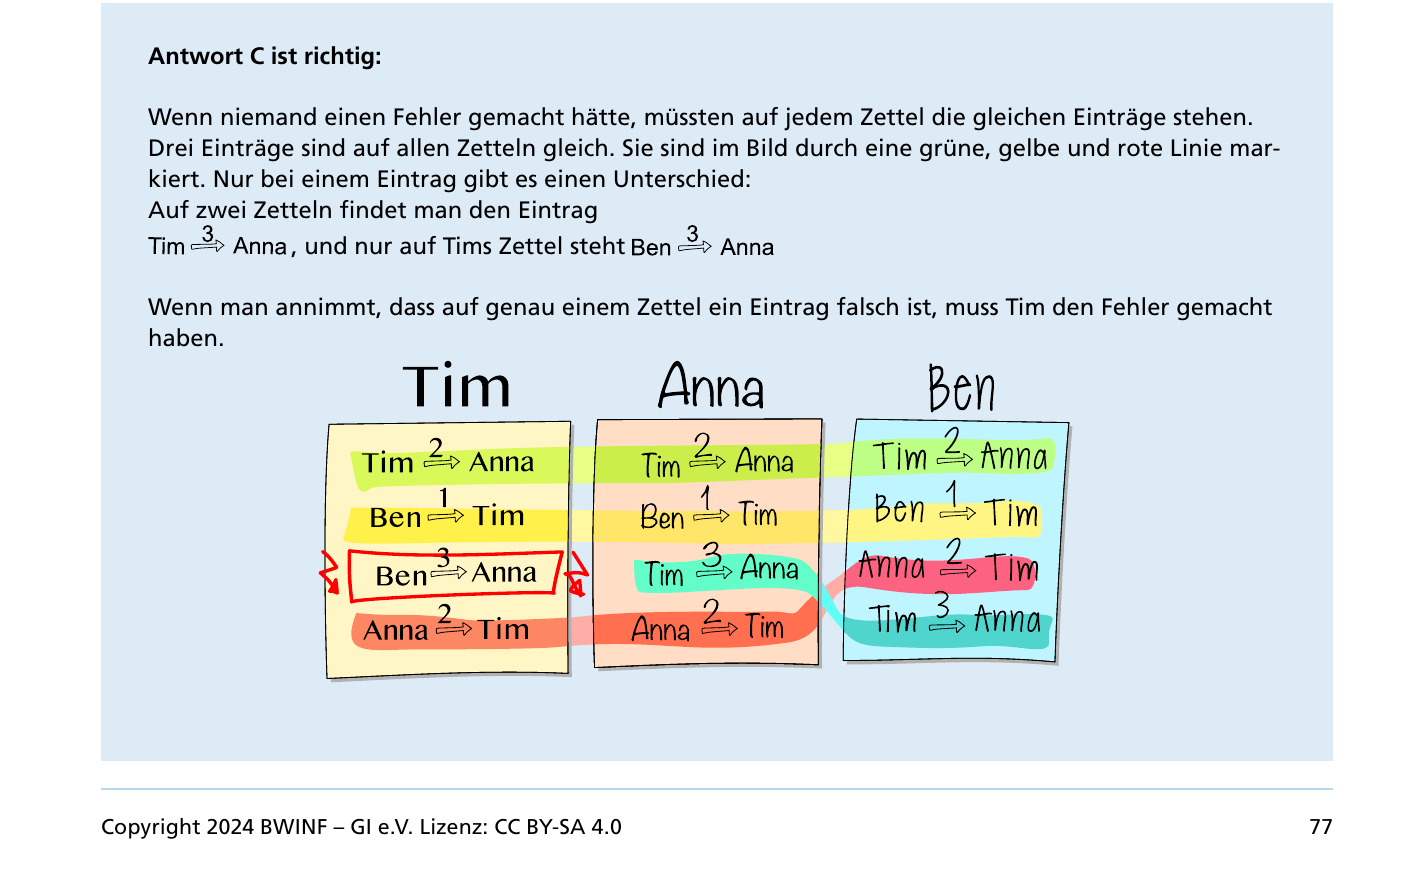 Antwort C ist richtig:
Wenn niemand einen Fehler gemacht hätte, müssten auf jedem Zettel die gleichen Einträge stehen.
Drei Einträge sind auf allen Zetteln gleich. Sie sind im Bild durch eine grüne, gelbe und rote Linie mar-
kiert. Nur bei einem Eintrag gibt es einen Unterschied:
Auf zwei Zetteln findet man den Eintrag
Tim 3⇒ Anna, und nur auf Tims Zettel steht Ben 3⇒ Anna
Wenn man annimmt, dass auf genau einem Zettel ein Eintrag falsch ist, muss Tim den Fehler gemacht
haben.
Tim
Tim 2⇒ Anna
Ben 1⇒ Tim
Ben 3⇒ Anna
Anna 2⇒ Tim
Anna
Tim 2⇒ Anna
Ben 1⇒ Tim
Tim 3⇒ Anna
Anna 2⇒ Tim
Ben
Tim 2⇒ Anna
Ben 1⇒ Tim
Anna 2⇒ Tim
Tim 3⇒ Anna
Copyright 2024 BWINF – GI e.V. Lizenz: CC BY-SA 4.0 77